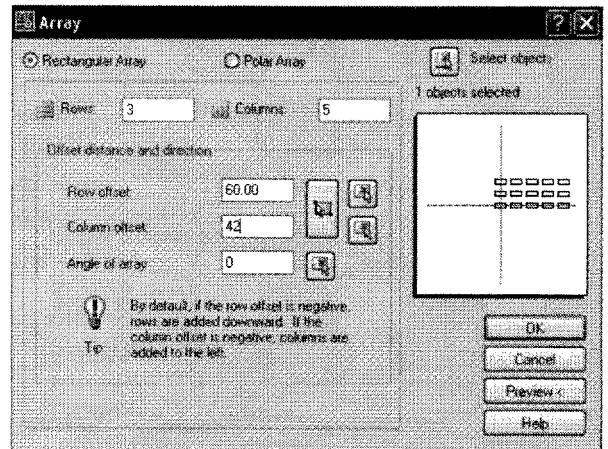 Array
Rectangular Array Polar Array Select objects
1 objects selected
Rows: 3 Columns: 5
Offset distance and direction
Row offset: 60.00
Column offset: 42
Angle of array: 0
By default, if the row offset is negative,
rows are added downward. If the
column offset is negative, columns are
added to the left.
Tip
OK
Cancel
Preview <
Help